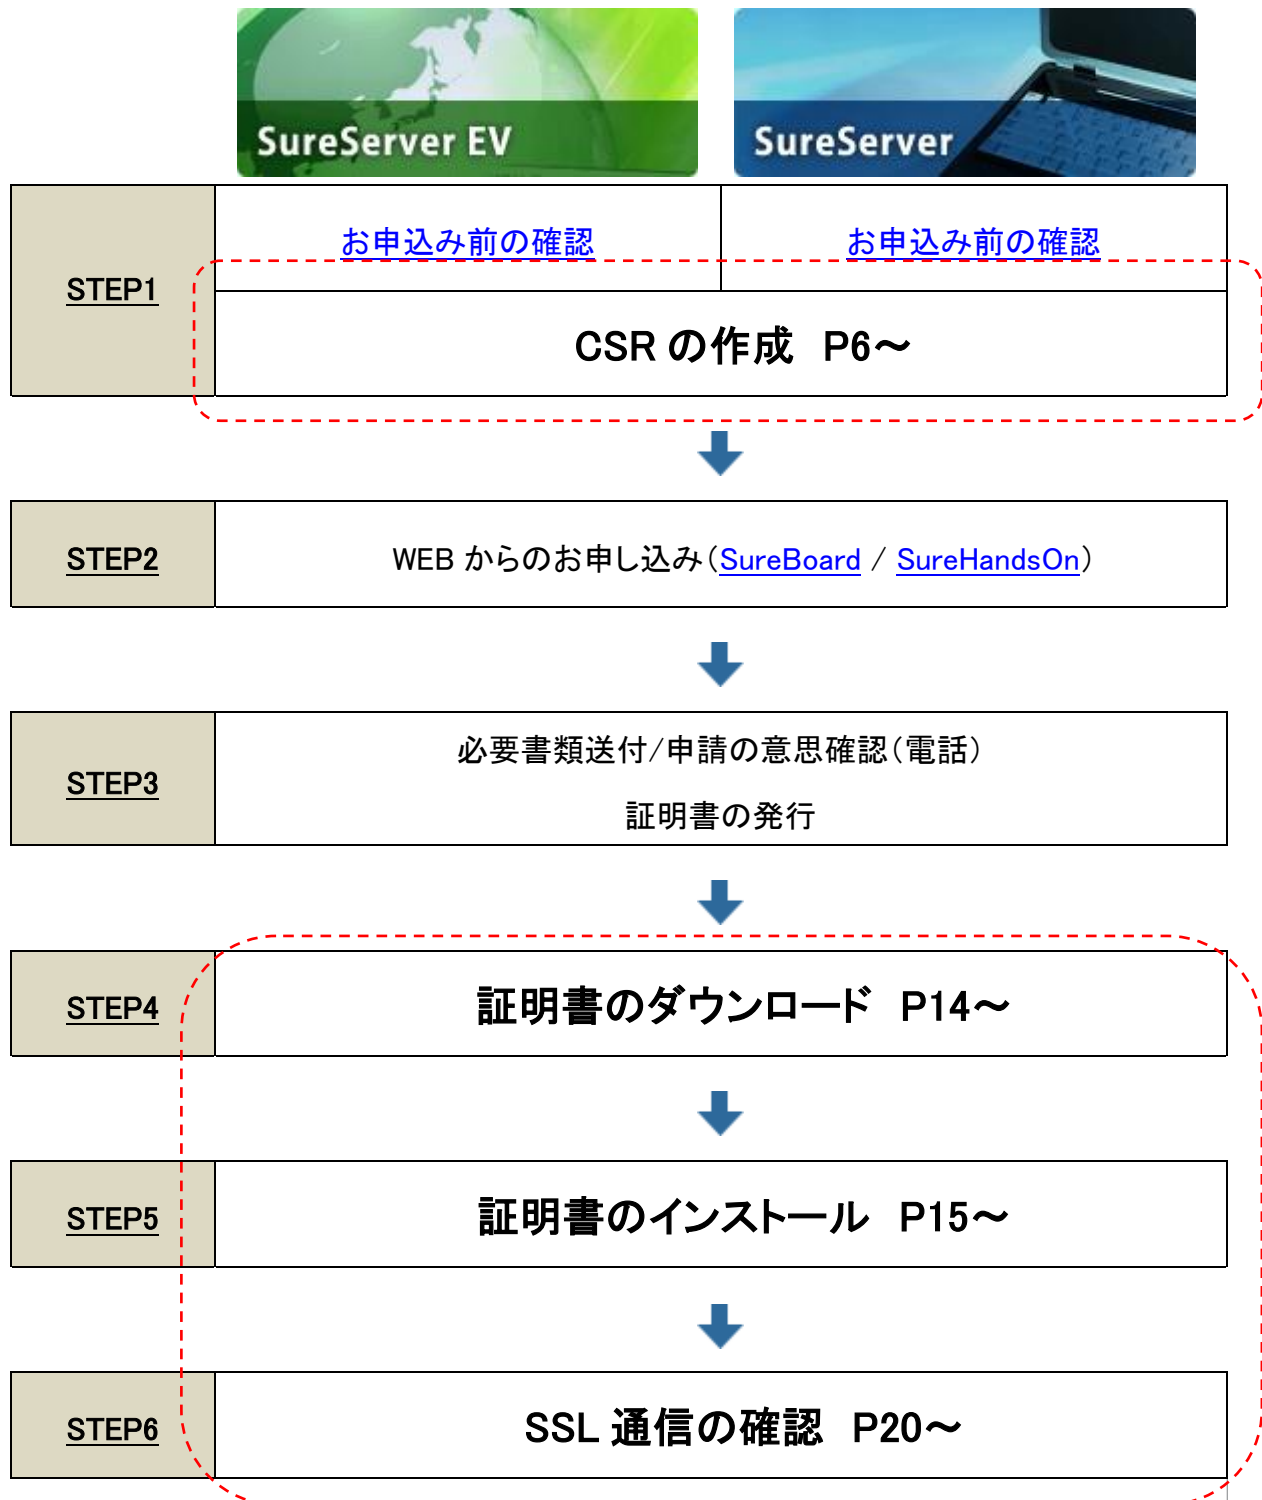 SureServer EV
SureServer
STEP1
お申込み前の確認
お申込み前の確認
CSR の作成 P6～
STEP2
WEB からのお申し込み（SureBoard / SureHandsOn）
STEP3
必要書類送付/申請の意思確認（電話）
証明書の発行
STEP4
証明書のダウンロード P14～
STEP5
証明書のインストール P15～
STEP6
SSL 通信の確認 P20～